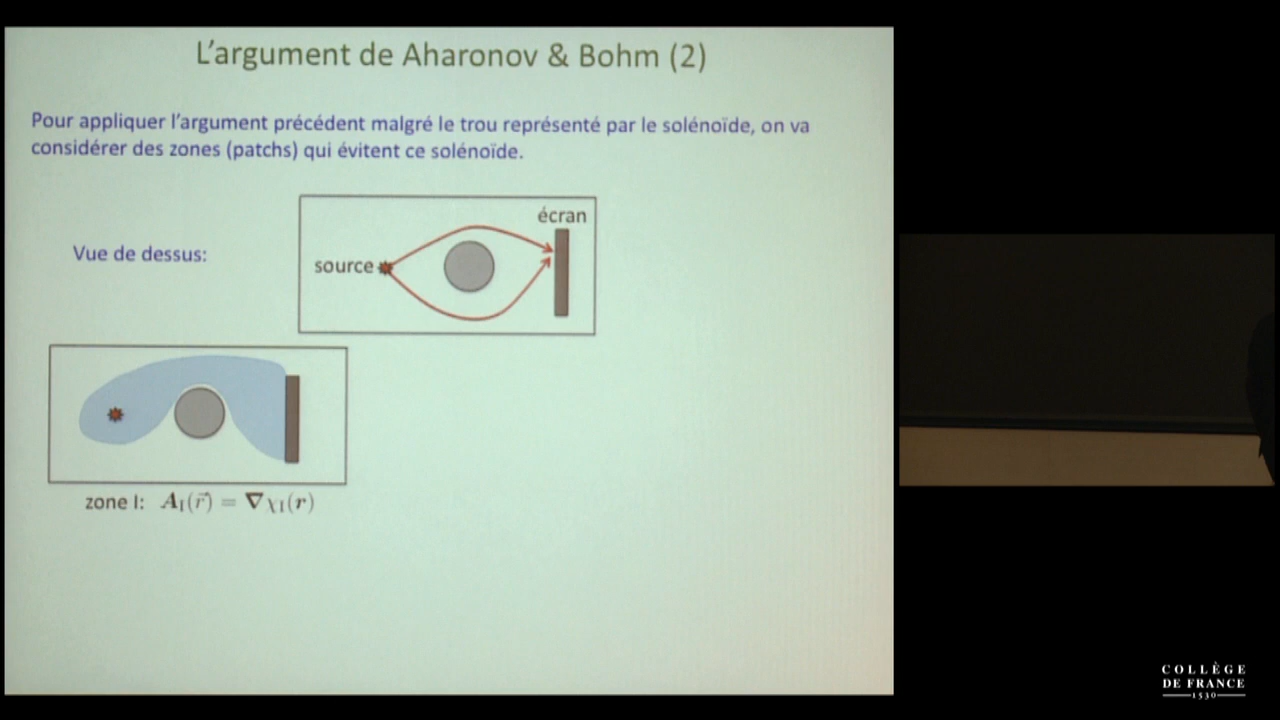 L'argument de Aharonov & Bohm (2)
Pour appliquer l'argument précédent malgré le trou représenté par le solénoïde, on va
considérer des zones (patchs) qui évitent ce solénoïde.
écran
Vue de dessus:
source
zone I: A_I(r⃗) = ∇χ_I(r)
COLLÈGE
DE FRANCE
1530